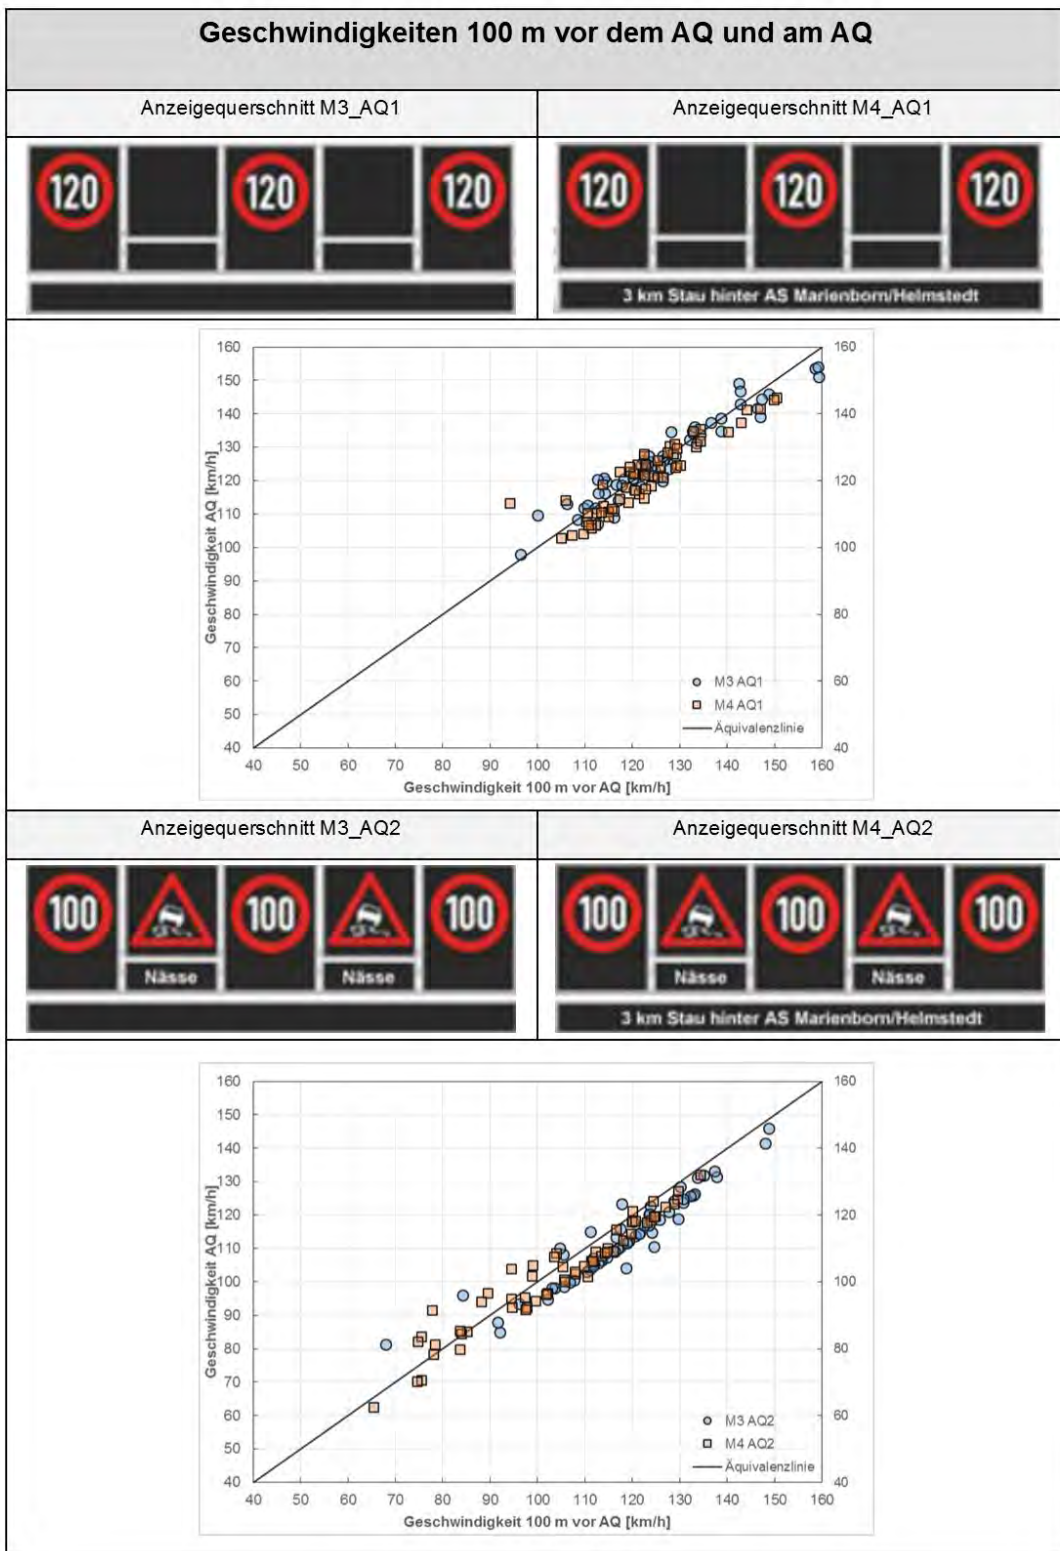 Geschwindigkeiten 100 m vor dem AQ und am AQ
Anzeigequerschnitt M3_AQ1
Anzeigequerschnitt M4_AQ1
120 120 120
120 120 120
3 km Stau hinter AS Marienborn/Helmstedt
Geschwindigkeit AQ [km/h]
160 160
150
140 140
130
120 120
110
100 100
90
80 80
70
60 60
50
40 40
M3 AQ1
M4 AQ1
Äquivalenzlinie
40 50 60 70 80 90 100 110 120 130 140 150 160
Geschwindigkeit 100 m vor AQ [km/h]
Anzeigequerschnitt M3_AQ2
Anzeigequerschnitt M4_AQ2
100 100 100
Nässe Nässe
100 100 100
Nässe Nässe
3 km Stau hinter AS Marienborn/Helmstedt
Geschwindigkeit AQ [km/h]
160 160
150
140 140
130
120 120
110
100 100
90
80 80
70
60 60
50
40 40
M3 AQ2
M4 AQ2
Äquivalenzlinie
40 50 60 70 80 90 100 110 120 130 140 150 160
Geschwindigkeit 100 m vor AQ [km/h]